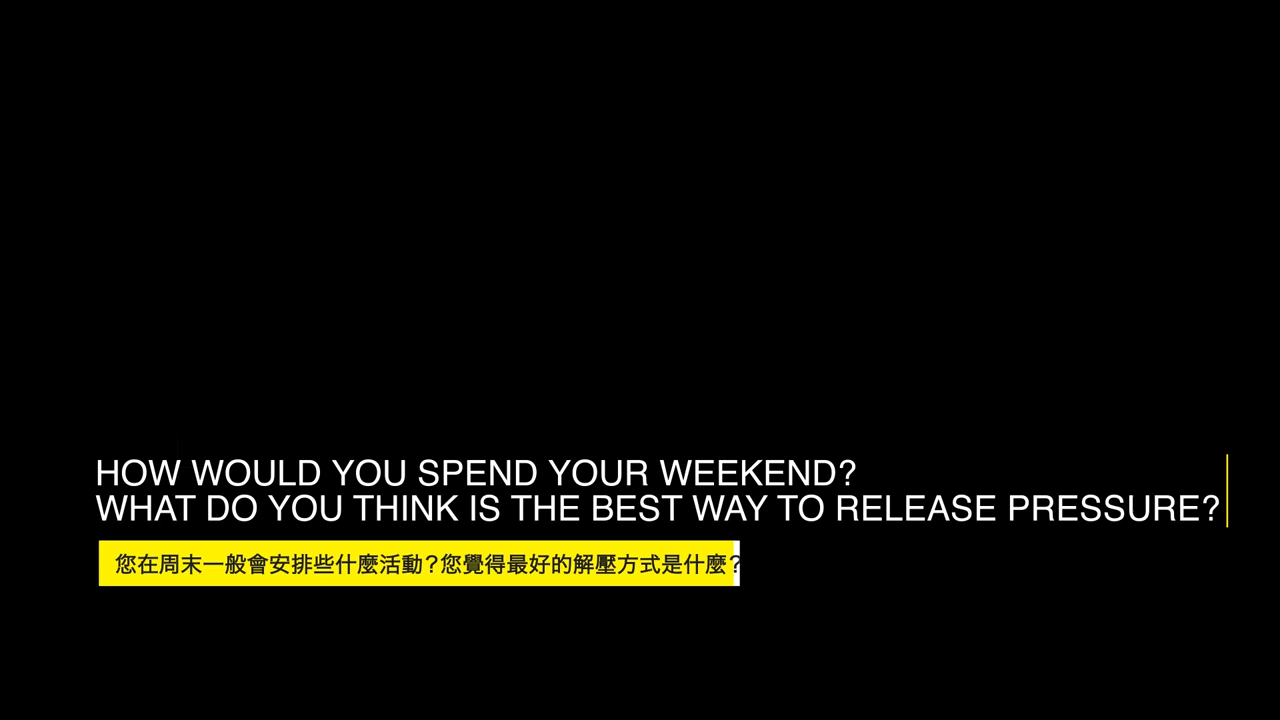 HOW WOULD YOU SPEND YOUR WEEKEND?
WHAT DO YOU THINK IS THE BEST WAY TO RELEASE PRESSURE?
您在周末一般會安排些什麼活動？您覺得最好的解壓方式是什麼？